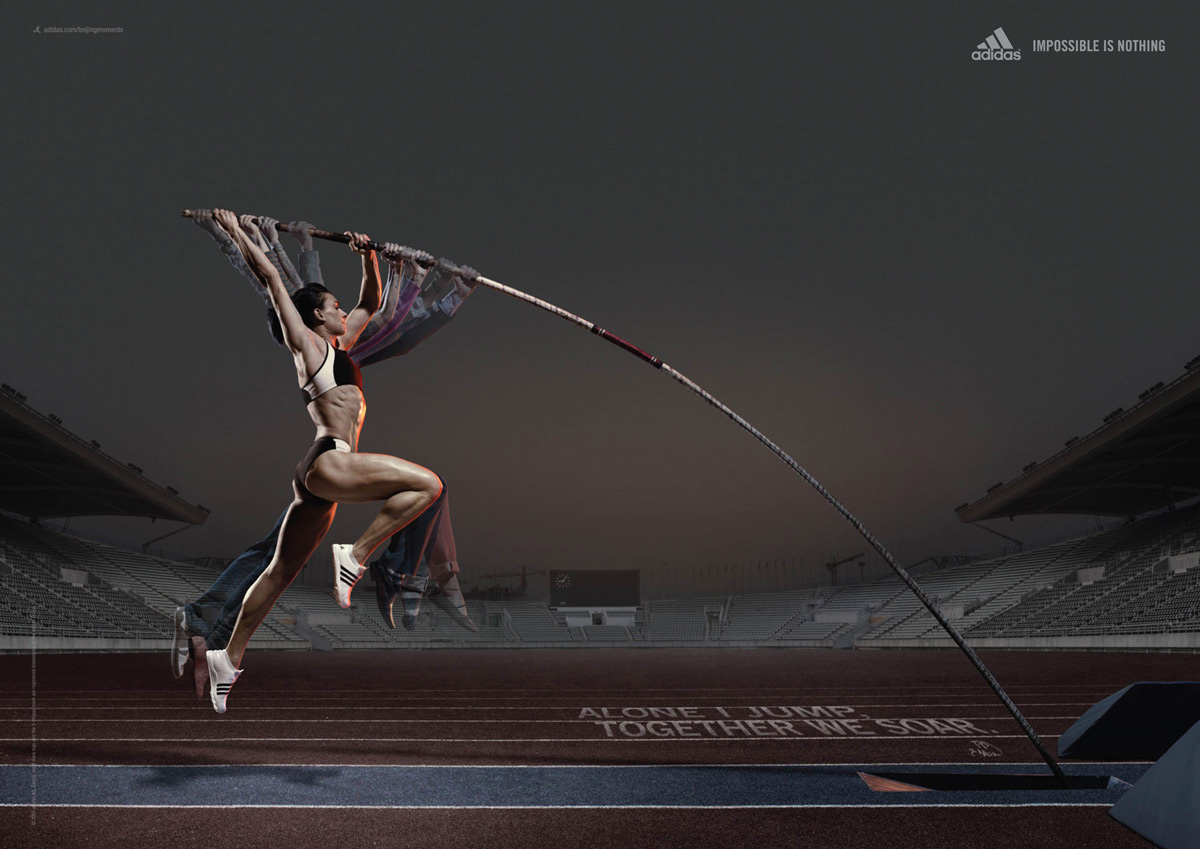 adidas.com/beijingmoments
adidas
IMPOSSIBLE IS NOTHING
ALONE I JUMP,
TOGETHER WE SOAR.